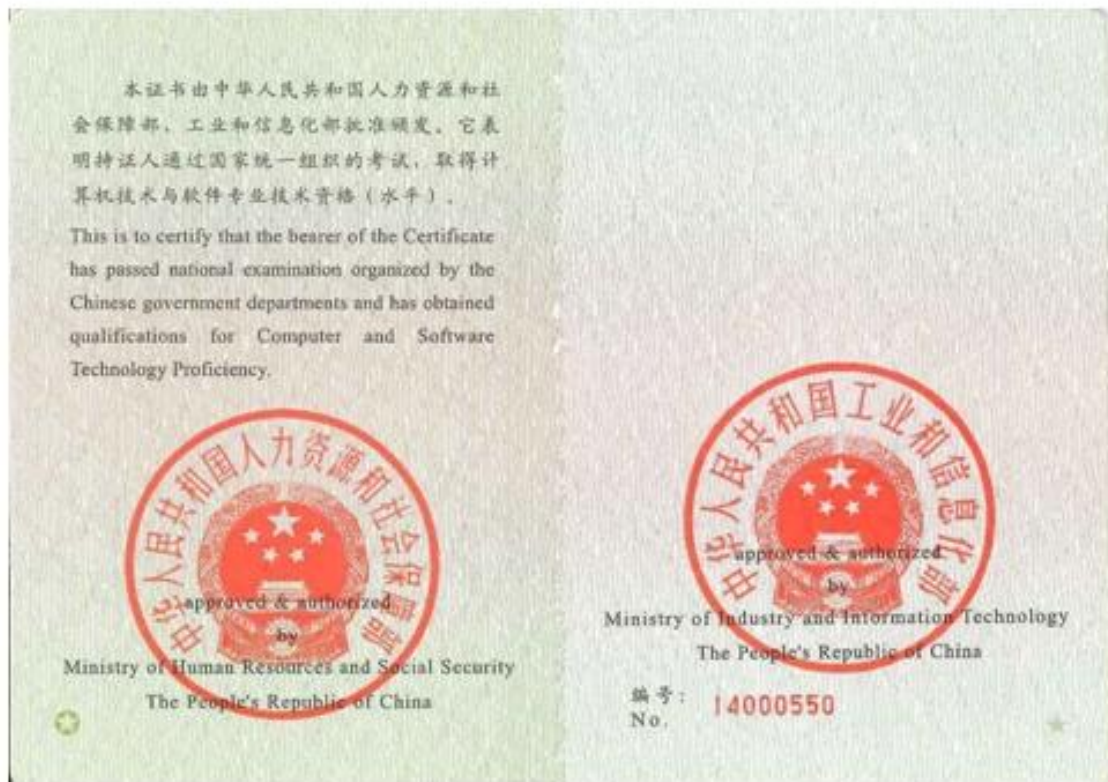 本证书由中华人民共和国人力资源和社
会保障部、工业和信息化部批准颁发。它表
明持证人通过国家统一组织的考试，取得计
算机技术与软件专业技术资格（水平）。
This is to certify that the bearer of the Certificate
has passed national examination organized by the
Chinese government departments and has obtained
qualifications for Computer and Software
Technology Proficiency.
中华人民共和国人力资源和社会保障部
approved & authorized
by
Ministry of Human Resources and Social Security
The People's Republic of China
中华人民共和国工业和信息化部
approved & authorized
by
Ministry of Industry and Information Technology
The People's Republic of China
编号：
No. 14000550